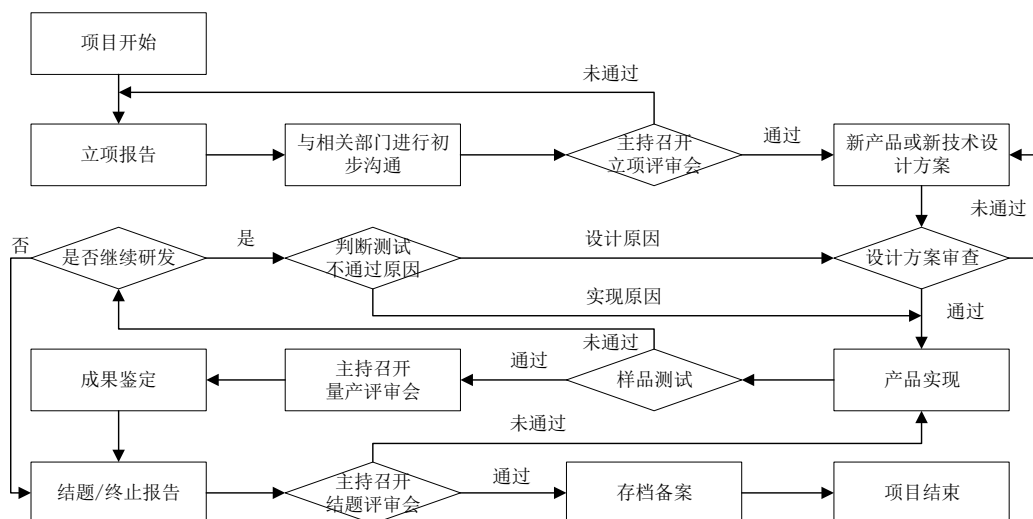 项目开始
未通过
立项报告
与相关部门进行初
步沟通
主持召开
立项评审会
通过
新产品或新技术设
计方案
未通过
否
是否继续研发
是
判断测试
不通过原因
设计原因
设计方案审查
实现原因
通过
未通过
成果鉴定
主持召开
量产评审会
通过
样品测试
产品实现
未通过
结题/终止报告
主持召开
结题评审会
通过
存档备案
项目结束